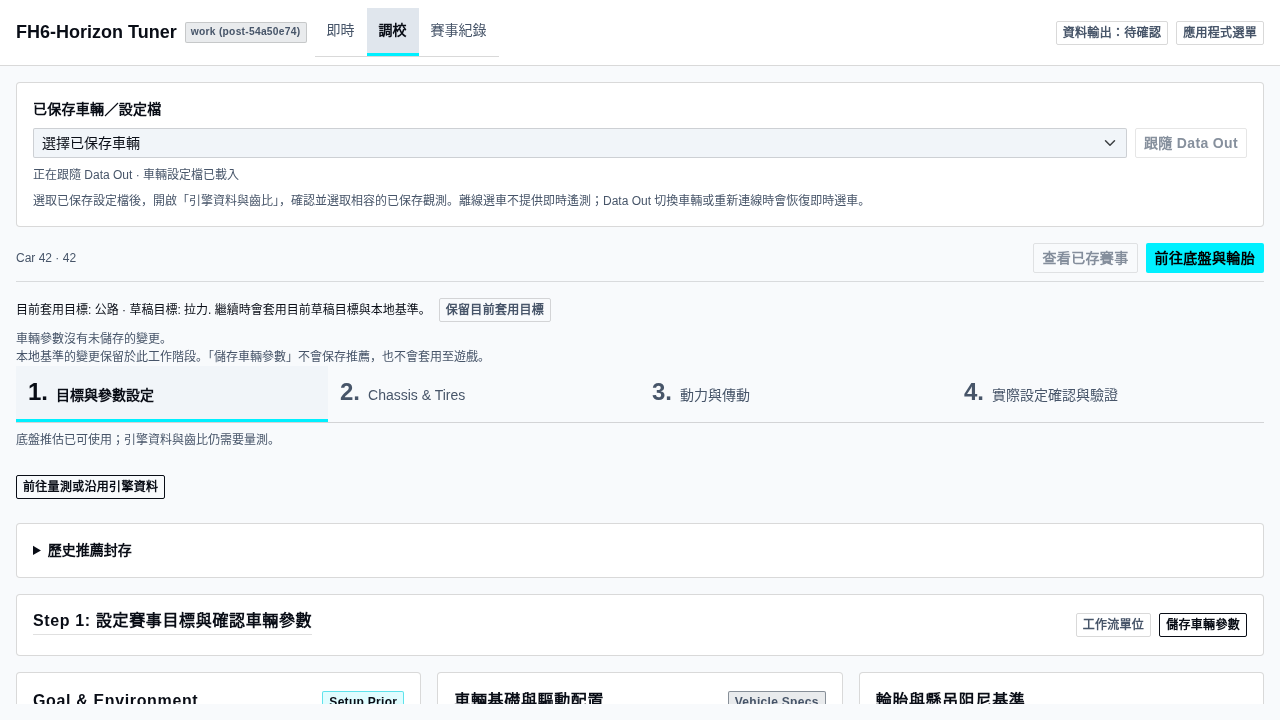 FH6-Horizon Tuner
work (post-54a50e74)
即時
調校
賽事紀錄
資料輸出：待確認
應用程式選單
已保存車輛／設定檔
選擇已保存車輛
跟隨 Data Out
正在跟隨 Data Out · 車輛設定檔已載入
選取已保存設定檔後，開啟「引擎資料與齒比」，確認並選取相容的已保存觀測。離線選車不提供即時遙測；Data Out 切換車輛或重新連線時會恢復即時選車。
Car 42 · 42
查看已存賽事
前往底盤與輪胎
目前套用目標: 公路 · 草稿目標: 拉力. 繼續時會套用目前草稿目標與本地基準。
保留目前套用目標
車輛參數沒有未儲存的變更。
本地基準的變更保留於此工作階段。「儲存車輛參數」不會保存推薦，也不會套用至遊戲。
1. 目標與參數設定
2. Chassis & Tires
3. 動力與傳動
4. 實際設定確認與驗證
底盤推估已可使用；引擎資料與齒比仍需要量測。
前往量測或沿用引擎資料
歷史推薦封存
Step 1: 設定賽事目標與確認車輛參數
工作流單位
儲存車輛參數
Goal & Environment
Setup Prior
車輛基礎與驅動配置
Vehicle Specs
輪胎與懸吊阻尼基準